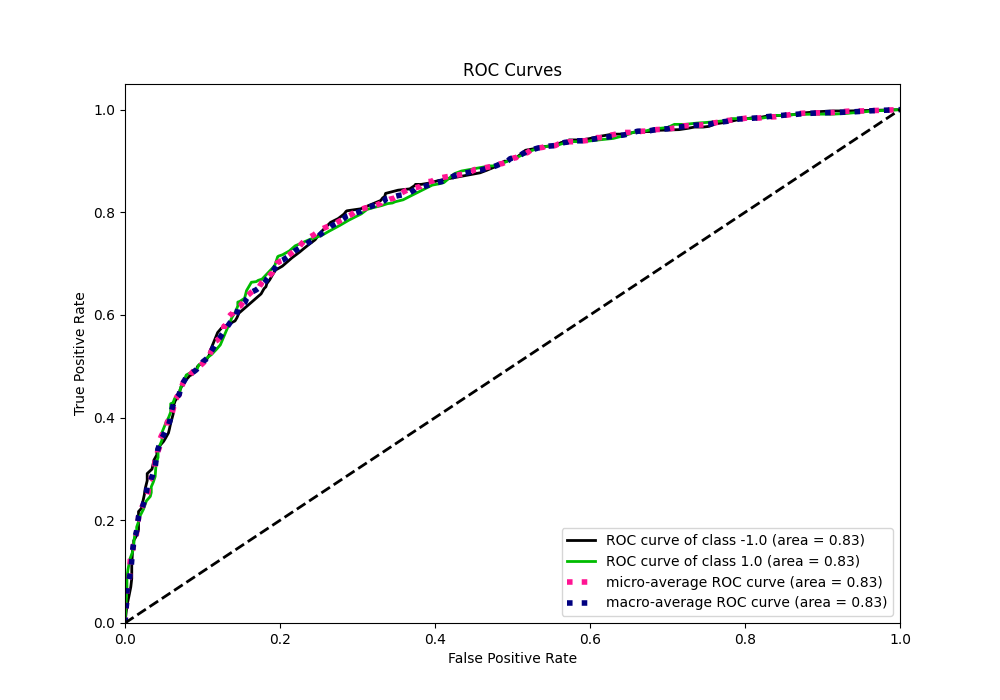 ROC Curves
True Positive Rate
1.0
0.8
0.6
0.4
0.2
0.0
0.0 0.2 0.4 0.6 0.8 1.0
False Positive Rate
ROC curve of class -1.0 (area = 0.83)
ROC curve of class 1.0 (area = 0.83)
micro-average ROC curve (area = 0.83)
macro-average ROC curve (area = 0.83)